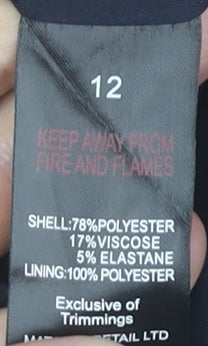 12
KEEP AWAY FROM
FIRE AND FLAMES
SHELL:78%POLYESTER
17%VISCOSE
5% ELASTANE
LINING:100% POLYESTER
Exclusive of
Trimmings
LTD